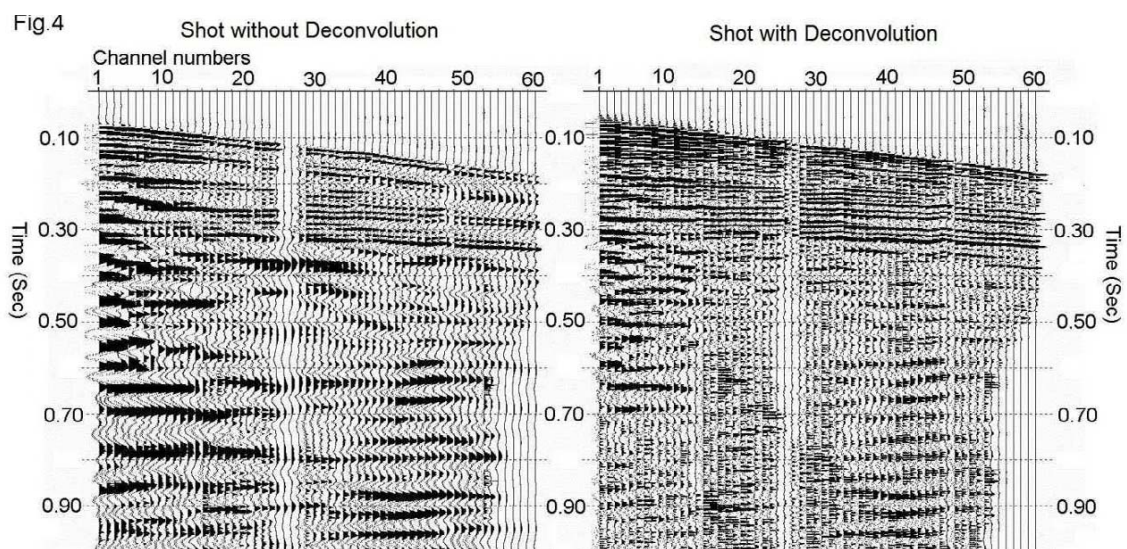 Fig.4
Shot without Deconvolution
Shot with Deconvolution
Channel numbers
1 10 20 30 40 50 60
1 10 20 30 40 50 60
0.10 0.10 0.10
0.30 0.30 0.30
Time (Sec)
Time (Sec)
0.50 0.50 0.50
0.70 0.70 0.70
0.90 0.90 0.90